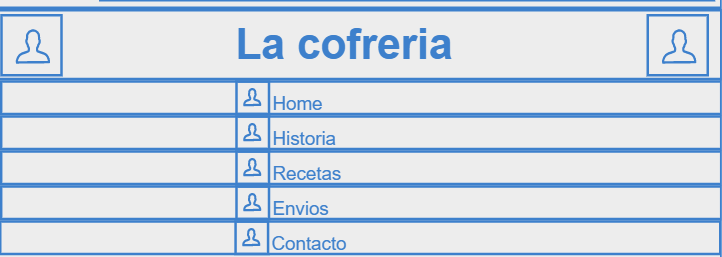 La cofreria
Home
Historia
Recetas
Envios
Contacto